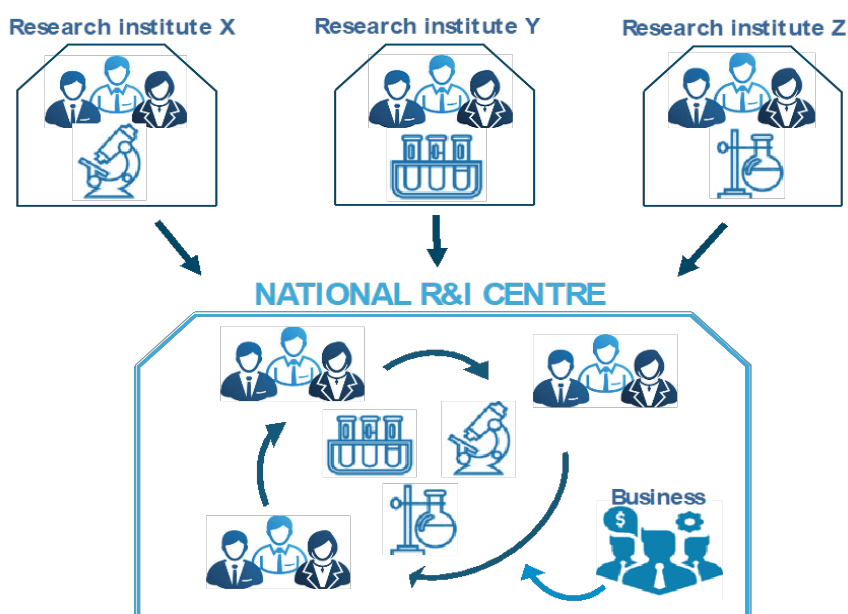 Research institute X
Research institute Y
Research institute Z
NATIONAL R&I CENTRE
Business
$